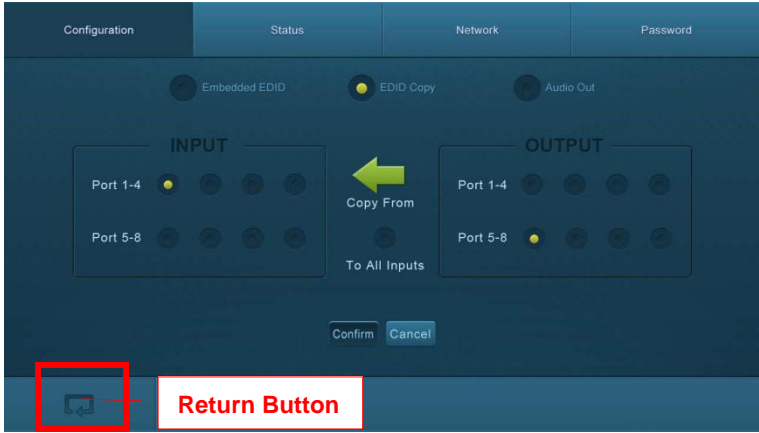 Configuration Status Network Password
Embedded EDID EDID Copy Audio Out
INPUT OUTPUT
Port 1-4 Port 1-4
Copy From
Port 5-8 Port 5-8
To All Inputs
Confirm Cancel
Return Button